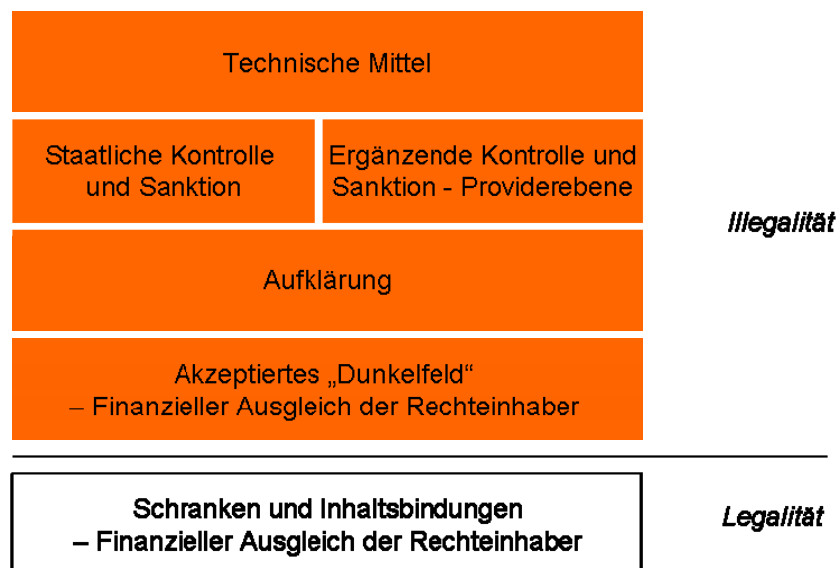 Technische Mittel
Staatliche Kontrolle
und Sanktion
Ergänzende Kontrolle und
Sanktion - Providerebene
Illegalität
Aufklärung
Akzeptiertes „Dunkelfeld“
– Finanzieller Ausgleich der Rechteinhaber
Schranken und Inhaltsbindungen
– Finanzieller Ausgleich der Rechteinhaber
Legalität